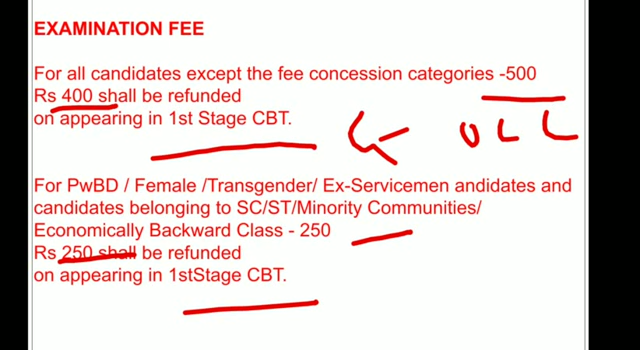 EXAMINATION FEE
For all candidates except the fee concession categories -500
Rs 400 shall be refunded
on appearing in 1st Stage CBT.
For PwBD / Female /Transgender/ Ex-Servicemen andidates and
candidates belonging to SC/ST/Minority Communities/
Economically Backward Class - 250
Rs 250 shall be refunded
on appearing in 1stStage CBT.